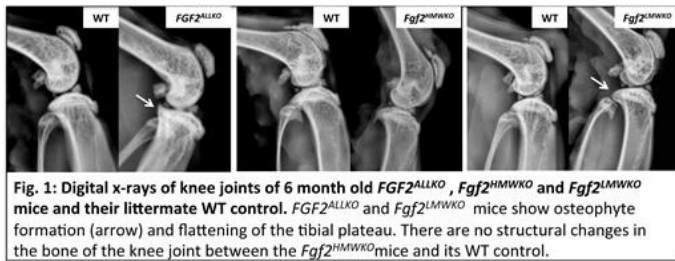 WT FGF2ALLKO WT Fgf2HMWKO WT Fgf2LMWKO
Fig. 1: Digital x-rays of knee joints of 6 month old FGF2ALLKO , Fgf2HMWKO and Fgf2LMWKO
mice and their littermate WT control. FGF2ALLKO and Fgf2LMWKO mice show osteophyte
formation (arrow) and flattening of the tibial plateau. There are no structural changes in
the bone of the knee joint between the Fgf2HMWKOmice and its WT control.